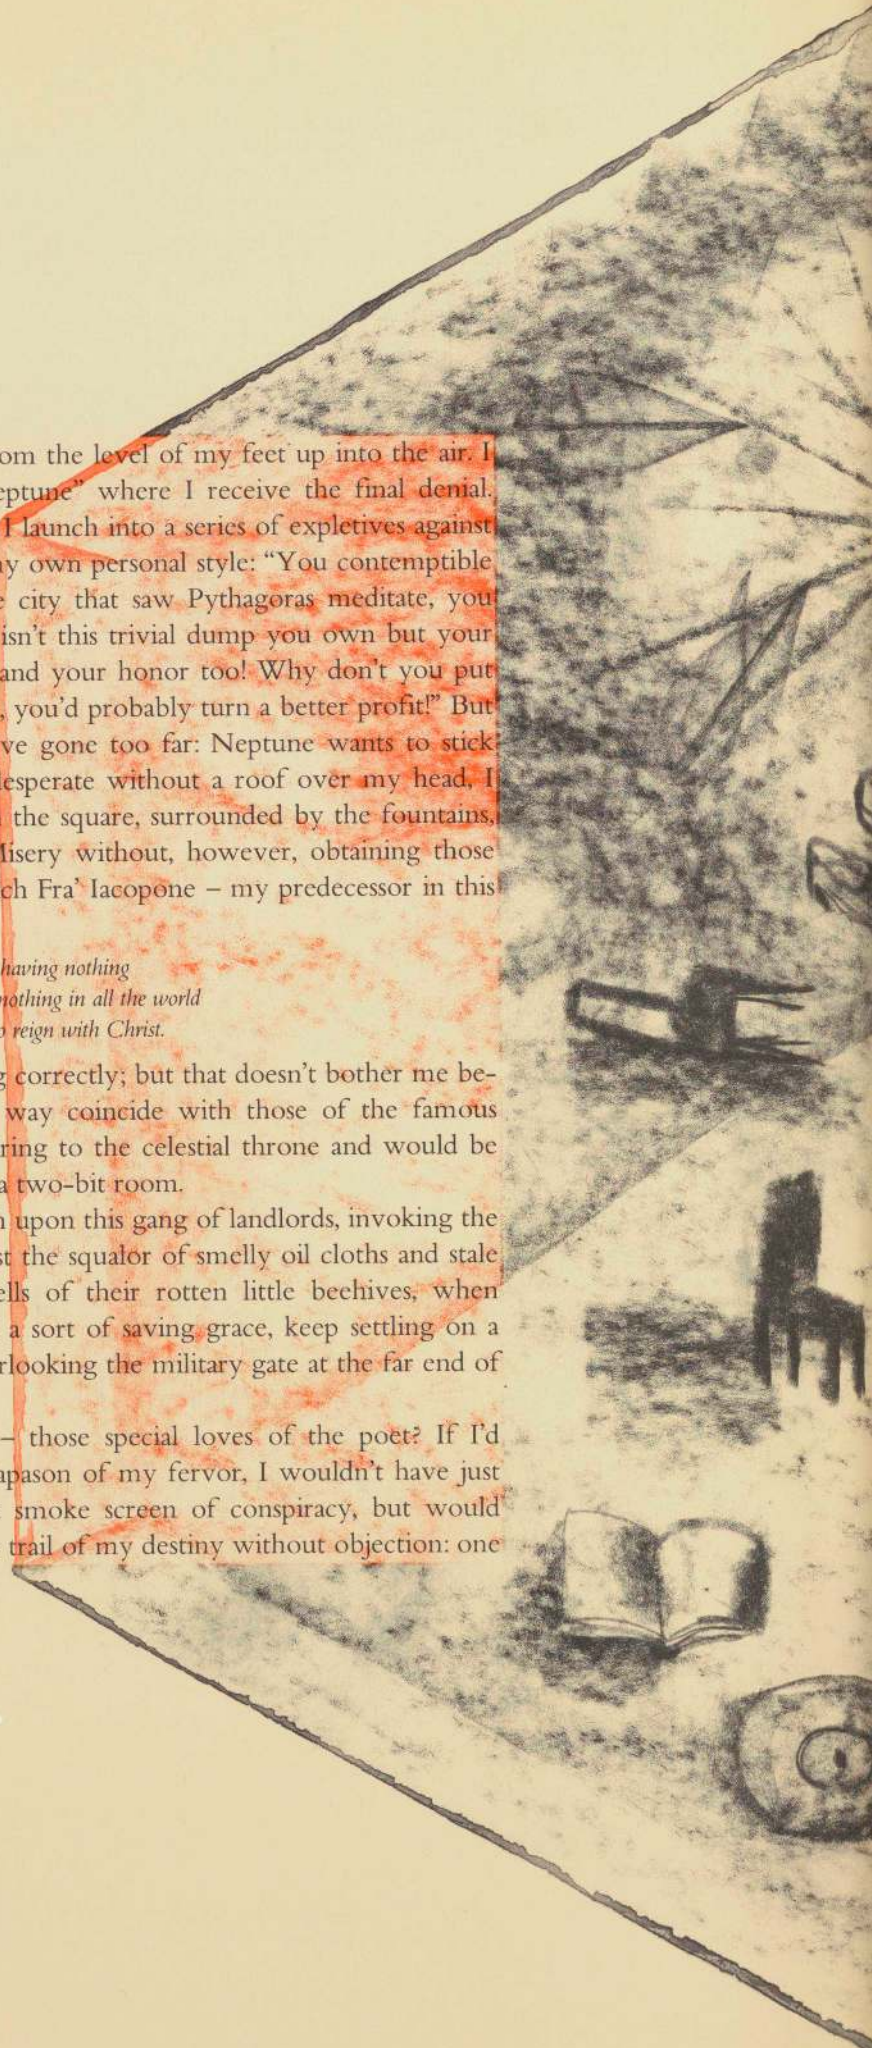 om the level of my feet up into the air. I
eptune” where I receive the final denial.
I launch into a series of expletives against
y own personal style: “You contemptible
e city that saw Pythagoras meditate, you
isn’t this trivial dump you own but your
and your honor too! Why don’t you put
, you’d probably turn a better profit!” But
ve gone too far: Neptune wants to stick
esperate without a roof over my head, I
the square, surrounded by the fountains,
isery without, however, obtaining those
ch Fra’ Iacopone – my predecessor in this
having nothing
nothing in all the world
o reign with Christ.
g correctly; but that doesn’t bother me be-
way coincide with those of the famous
ring to the celestial throne and would be
a two-bit room.
n upon this gang of landlords, invoking the
st the squalor of smelly oil cloths and stale
ells of their rotten little beehives, when
a sort of saving grace, keep settling on a
rlooking the military gate at the far end of
– those special loves of the poet? If I’d
apason of my fervor, I wouldn’t have just
smoke screen of conspiracy, but would
trail of my destiny without objection: one